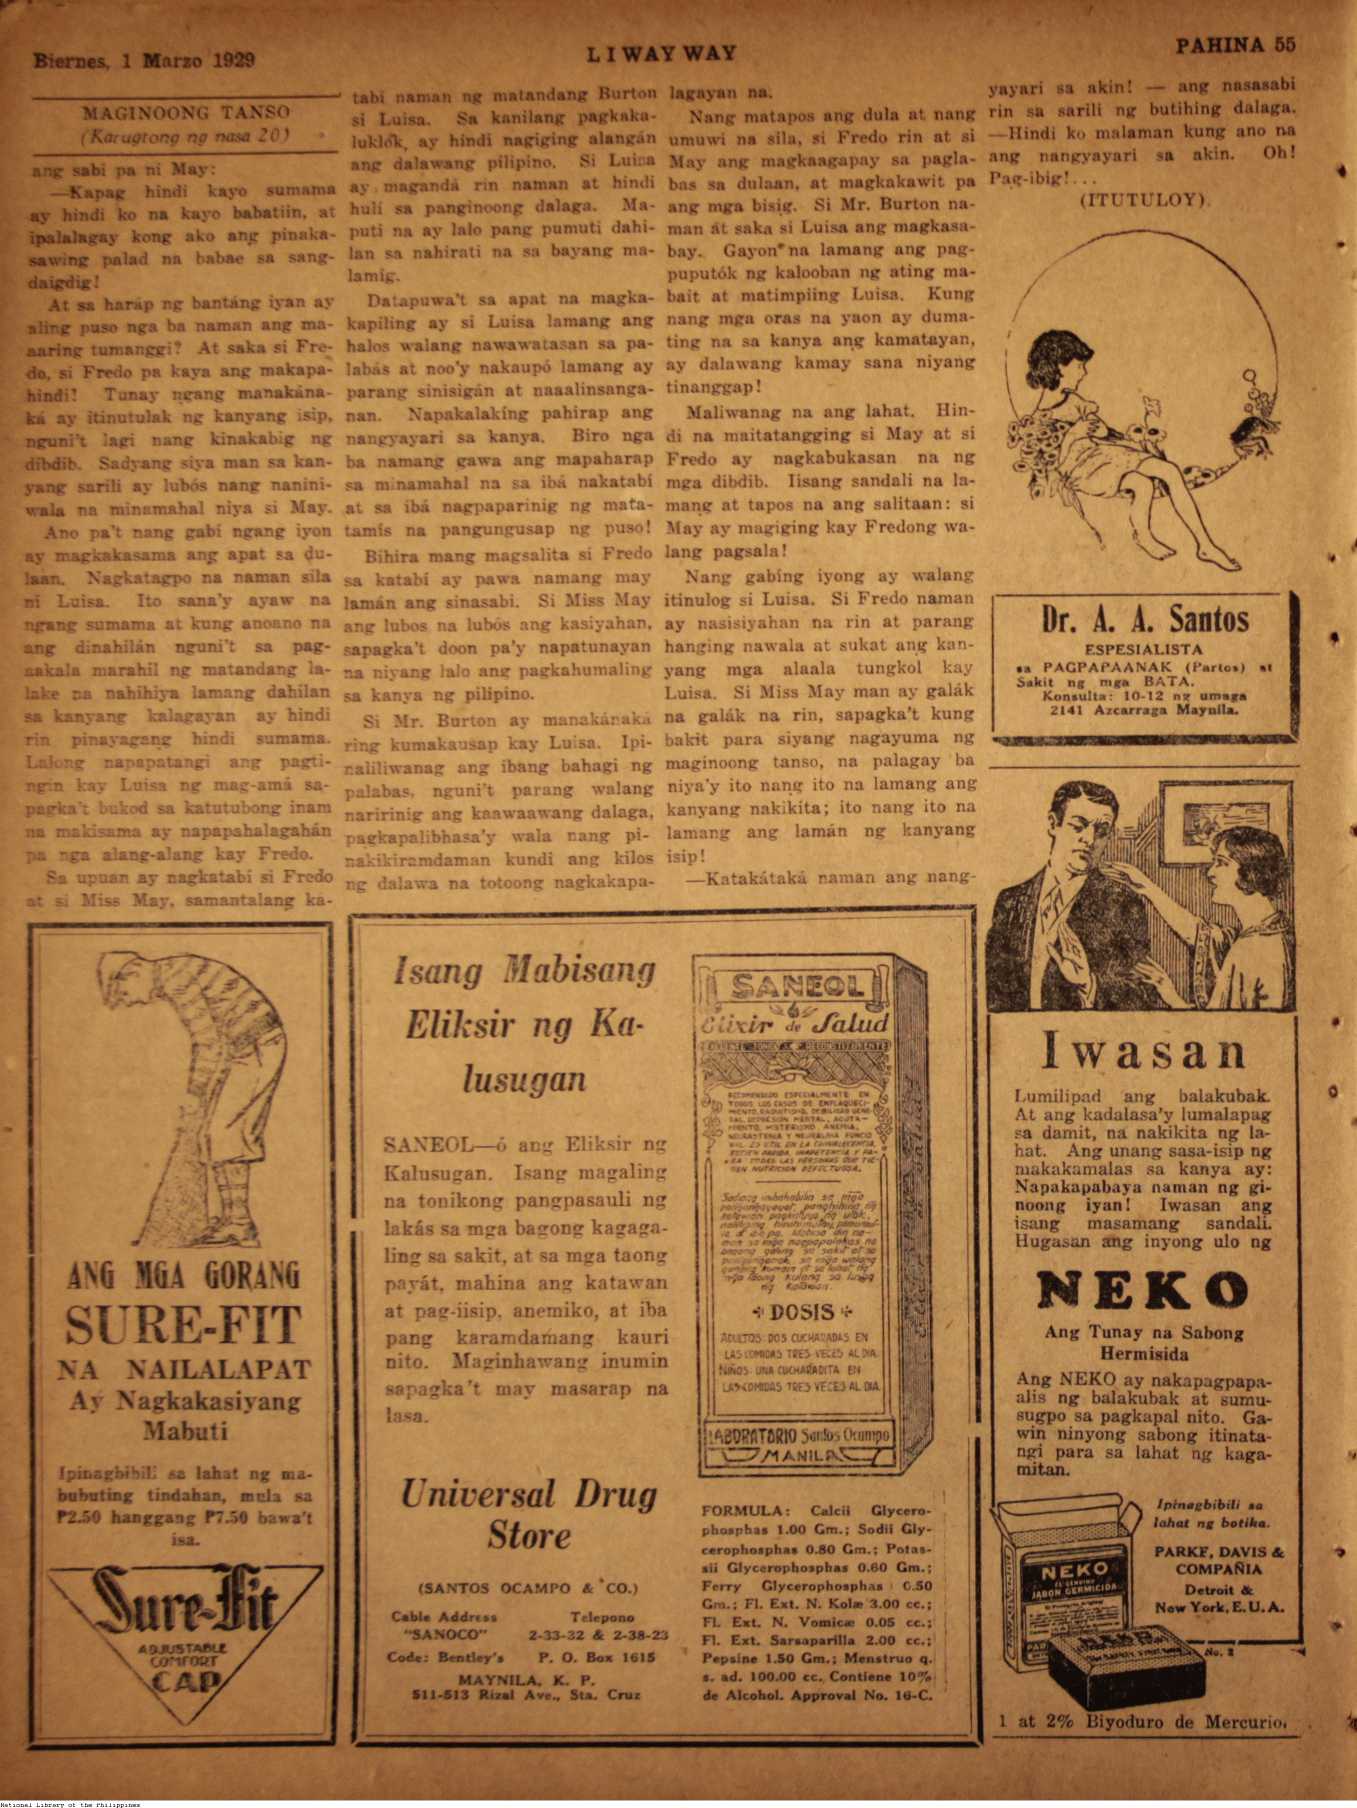 Biernes, 1 Marzo 1929
LIWAYWAY
PAHINA 55
MAGINOONG TANSO
(Karugtong ng nasa 20)
ang sabi pa ni May:
—Kapag hindi kayo sumama
ay hindi ko na kayo babatiin, at
ipalalagay kong ako ang pinaka-
sawing palad na babae sa sang-
daigdig!
At sa haráp ng bantáng iyan ay
aling puso nga ba naman ang ma-
aaring tumanggi? At saka si Fre-
do, si Fredo pa kaya ang makapa-
hindi! Tunay ngang manakána-
ká ay itinutulak ng kanyang isip,
nguni't lagi nang kinakabig ng
dibdib. Sadyang siya man sa kan-
yang sarili ay lubós nang nanini-
wala na minamahal niya si May.
Ano pa't nang gabi ngang iyon
ay magkakasama ang apat sa du-
laan. Nagkatagpo na naman sila
ni Luisa. Ito sana'y ayaw na
ngang sumama at kung anoano na
ang dinahilán nguni't sa pag-
aakala marahil ng matandang la-
lake na nahihiya lamang dahilan
sa kanyang kalagayan ay hindi
rin pinayagang hindi sumama.
Lalong napapatangi ang pagti-
ngin kay Luisa ng mag-amá sa-
pagka't bukod sa katutubong inam
na makisama ay napapahalagahán
pa nga alang-alang kay Fredo.
Sa upuan ay nagkatabi si Fredo
at si Miss May, samantalang ka-
tabi naman ng matandang Burton
si Luisa. Sa kanilang pagkaka-
luklók, ay hindi nagiging alangán
ang dalawang pilipino. Si Luisa
ay magandá rin naman at hindi
huli sa panginoong dalaga. Ma-
puti na ay lalo pang pumuti dahi-
lan sa nahirati na sa bayang ma-
lamig.
Datapuwa't sa apat na magka-
kapiling ay si Luisa lamang ang
halos walang nawawatasan sa pa-
labás at noo'y nakaupó lamang ay
parang sinisigán at naaalinsanga-
nan. Napakalaking pahirap ang
nangyayari sa kanya. Biro nga
ba namang gawa ang mapaharap
sa minamahal na sa ibá nakatabí
at sa ibá nagpaparinig ng mata-
tamis na pangungusap ng puso!
Bihira mang magsalita si Fredo
sa katabí ay pawa namang may
lamán ang sinasabi. Si Miss May
ang lubos na lubós ang kasiyahan,
sapagka't doon pa'y napatunayan
na niyang lalo ang pagkahumaling
sa kanya ng pilipino.
Si Mr. Burton ay manakánaká
ring kumakausap kay Luisa. Ipi-
naliliwanag ang ibang bahagi ng
palabas, nguni't parang walang
naririnig ang kaawaawang dalaga,
pagkapalibhasa'y wala nang pi-
nakikiramdaman kundi ang kilos
ng dalawa na totoong nagkakapa-
lagayan na.
Nang matapos ang dula at nang
umuwi na sila, si Fredo rin at si
May ang magkaagapay sa pagla-
bas sa dulaan, at magkakawit pa
ang mga bisig. Si Mr. Burton na-
man at saka si Luisa ang magkasa-
bay. Gayon na lamang ang pag-
puputók ng kalooban ng ating ma-
bait at matimpiing Luisa. Kung
nang mga oras na yaon ay duma-
ting na sa kanya ang kamatayan,
ay dalawang kamay sana niyang
tinanggap!
Maliwanag na ang lahat. Hin-
di na maitatangging si May at si
Fredo ay nagkabukasan na ng
mga dibdib. Iisang sandali na la-
mang at tapos na ang salitaan: si
May ay magiging kay Fredong wa-
lang pagsala!
Nang gabing iyong ay walang
itinulog si Luisa. Si Fredo naman
ay nasisiyahan na rin at parang
hanging nawala at sukat ang kan-
yang mga alaala tungkol kay
Luisa. Si Miss May man ay galák
na galák na rin, sapagka't kung
bakit para siyang nagayuma ng
maginoong tanso, na palagay ba
niya'y ito nang ito na lamang ang
kanyang nakikita; ito nang ito na
lamang ang lamán ng kanyang
isip!
—Katakátaká naman ang nang-
yayari sa akin! — ang nasasabi
rin sa sarili ng butihing dalaga.
—Hindi ko malaman kung ano na
ang nangyayari sa akin. Oh!
Pag-ibig!...
(ITUTULOY).
Dr. A. A. Santos
ESPESIALISTA
sa PAGPAPAANAK (Partos) at
Sakit ng mga BATA.
Konsulta: 10-12 ng umaga
2141 Azcarraga Maynila.
Iwasan
Lumilipad ang balakubak.
At ang kadalasa'y lumalapag
sa damit, na nakikita ng la-
hat. Ang unang sasa-isip ng
makakamalas sa kanya ay:
Napakapabaya naman ng gi-
noong iyan! Iwasan ang
isang masamang sandali.
Hugasan ang inyong ulo ng
NEKO
Ang Tunay na Sabong
Hermisida
Ang NEKO ay nakapagpapa-
alis ng balakubak at sumu-
sugpo sa pagkapal nito. Ga-
win ninyong sabong itinata-
ngi para sa lahat ng kaga-
mitan.
Ipinagbibili sa
lahat ng botika.
PARKE, DAVIS &
COMPAÑIA
Detroit &
New York, E. U. A.
NEKO
EL GENUINO
JABON GERMICIDA
NEKO
No. 2
1 at 2% Biyoduro de Mercurio.
ANG MGA GORANG
SURE-FIT
NA NAILALAPAT
Ay Nagkakasiyang
Mabuti
Ipinagbibili sa lahat ng ma-
bubuting tindahan, mula sa
₱2.50 hanggang ₱7.50 bawa't
isa.
Sure-Fit
ADJUSTABLE
COMFORT
CAP
Isang Mabisang
Eliksir ng Ka-
lusugan
SANEOL—ó ang Eliksir ng
Kalusugan. Isang magaling
na tonikong pangpasauli ng
lakás sa mga bagong kagaga-
ling sa sakit, at sa mga taong
payát, mahina ang katawan
at pag-iisip, anemiko, at iba
pang karamdamang kauri
nito. Maginhawang inumin
sapagka't may masarap na
lasa.
Universal Drug
Store
(SANTOS OCAMPO & CO.)
Cable Address Telepono
"SANOCO" 2-33-32 & 2-38-23
Code: Bentley's P. O. Box 1615
MAYNILA, K. P.
511-513 Rizal Ave., Sta. Cruz
SANEOL
Elixir de Salud
RECOMENDADO ESPECIALMENTE EN
TODOS LOS CASOS DE ENFLAQUECI-
MIENTO, RAQUITISMO, DEBILIDAD GENE-
RAL, DEPRESION MENTAL, AGOTA-
MIENTO, HISTERISMO, ANEMIA,
NEURASTENIA Y NEURALGIA FUNCIO
NAL. ES UTIL EN LA CONVALECENCIA,
DOSIS
ADULTOS: DOS CUCHARADAS EN
LAS COMIDAS TRES VECES AL DIA.
NIÑOS: UNA CUCHARADITA EN
LAS COMIDAS TRES VECES AL DIA.
LABORATORIO Santos Ocampo
MANILA
FORMULA: Calcii Glycero-
phosphas 1.00 Gm.; Sodii Gly-
cerophosphas 0.80 Gm.; Potas-
sii Glycerophosphas 0.60 Gm.;
Ferry Glycerophosphas 0.50
Gm.; Fl. Ext. N. Kolæ 3.00 cc.;
Fl. Ext. N. Vomicæ 0.05 cc.;
Fl. Ext. Sarsaparilla 2.00 cc.;
Pepsine 1.50 Gm.; Menstruo q.
s. ad. 100.00 cc. Contiene 10%
de Alcohol. Approval No. 16-C.
National Library of the Philippines